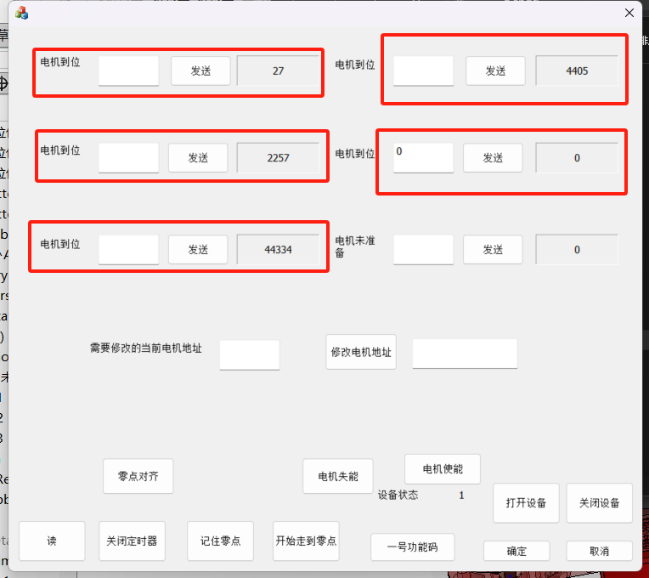 电机到位 发送 27 电机到位 发送 4405
电机到位 发送 2257 电机到位 0 发送 0
电机到位 发送 44334 电机未准
备 发送 0
需要修改的当前电机地址 修改电机地址
零点对齐 电机失能 电机使能
设备状态 1 打开设备 关闭设备
读 关闭定时器 记住零点 开始走到零点 一号功能码 确定 取消